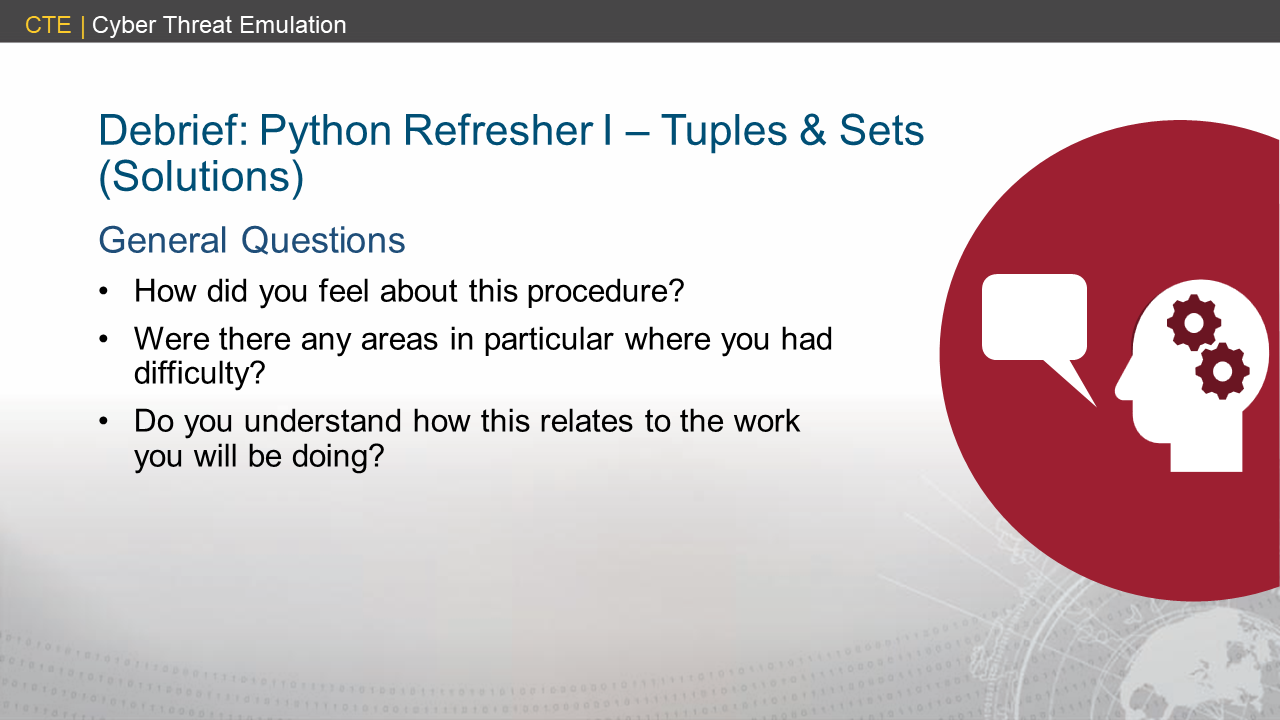 CTE | Cyber Threat Emulation
Debrief: Python Refresher I – Tuples & Sets
(Solutions)
General Questions
• How did you feel about this procedure?
• Were there any areas in particular where you had
difficulty?
• Do you understand how this relates to the work
you will be doing?